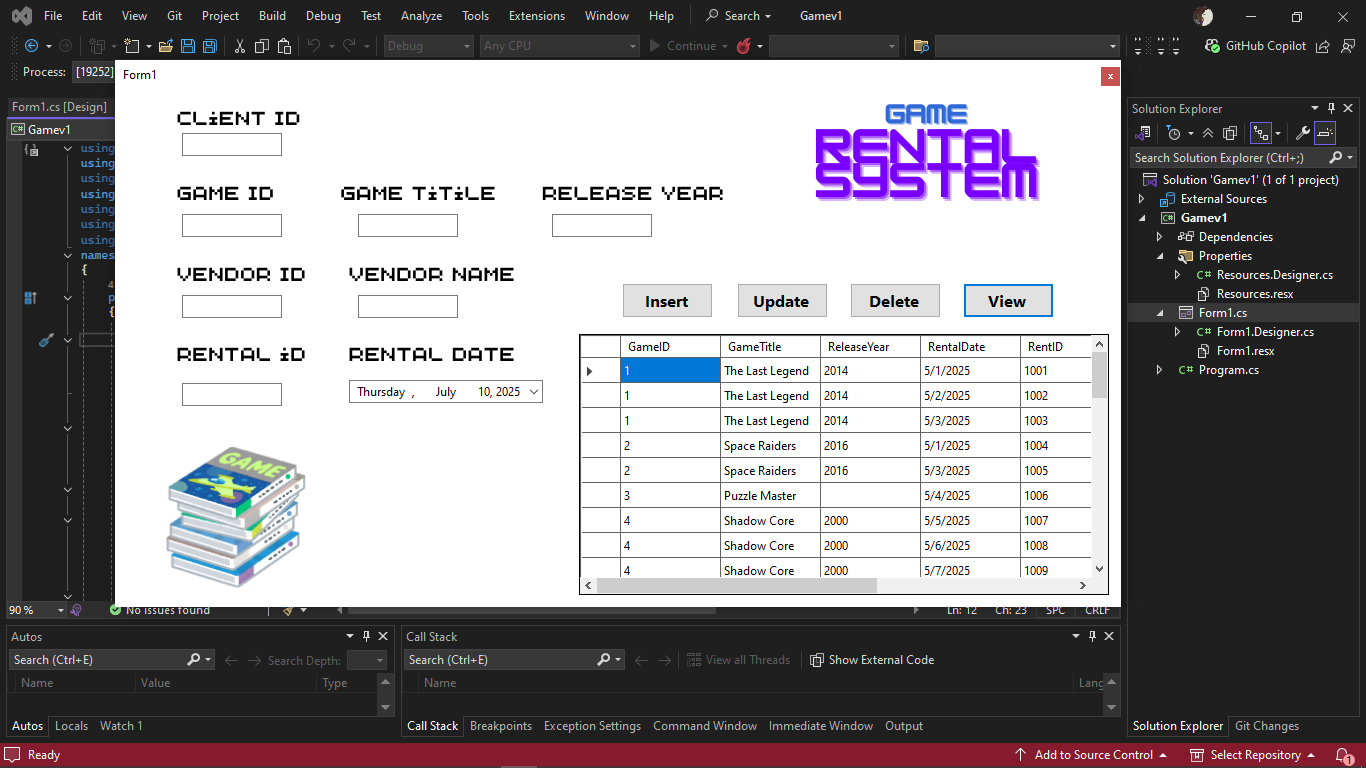 File Edit View Git Project Build Debug Test Analyze Tools Extensions Window Help Search Gamev1
Debug Any CPU Continue GitHub Copilot
Process: [19252]
Form1
Form1.cs [Design]
Gamev1
using
using
using
using
using
using
using
names
{
4
p
{
CLiENT ID
GAME ID GAME TiTiLE RELEASE YEAR
VENDOR ID VENDOR NAME
RENTAL iD RENTAL DATE
Thursday , July 10, 2025
GAME
RENTAL
SYSTEM
Insert Update Delete View
GameID GameTitle ReleaseYear RentalDate RentID
1 The Last Legend 2014 5/1/2025 1001
1 The Last Legend 2014 5/2/2025 1002
1 The Last Legend 2014 5/3/2025 1003
2 Space Raiders 2016 5/1/2025 1004
2 Space Raiders 2016 5/3/2025 1005
3 Puzzle Master 5/4/2025 1006
4 Shadow Core 2000 5/5/2025 1007
4 Shadow Core 2000 5/6/2025 1008
4 Shadow Core 2000 5/7/2025 1009
GAME
Solution Explorer
Search Solution Explorer (Ctrl+;)
Solution 'Gamev1' (1 of 1 project)
External Sources
C# Gamev1
Dependencies
Properties
C# Resources.Designer.cs
Resources.resx
Form1.cs
C# Form1.Designer.cs
Form1.resx
C# Program.cs
90 % No issues found Ln: 12 Ch: 23 SPC CRLF
Autos
Search (Ctrl+E) Search Depth:
Name Value Type
Autos Locals Watch 1
Call Stack
Search (Ctrl+E) View all Threads Show External Code
Name Lang
Call Stack Breakpoints Exception Settings Command Window Immediate Window Output
Solution Explorer Git Changes
Ready Add to Source Control Select Repository 1